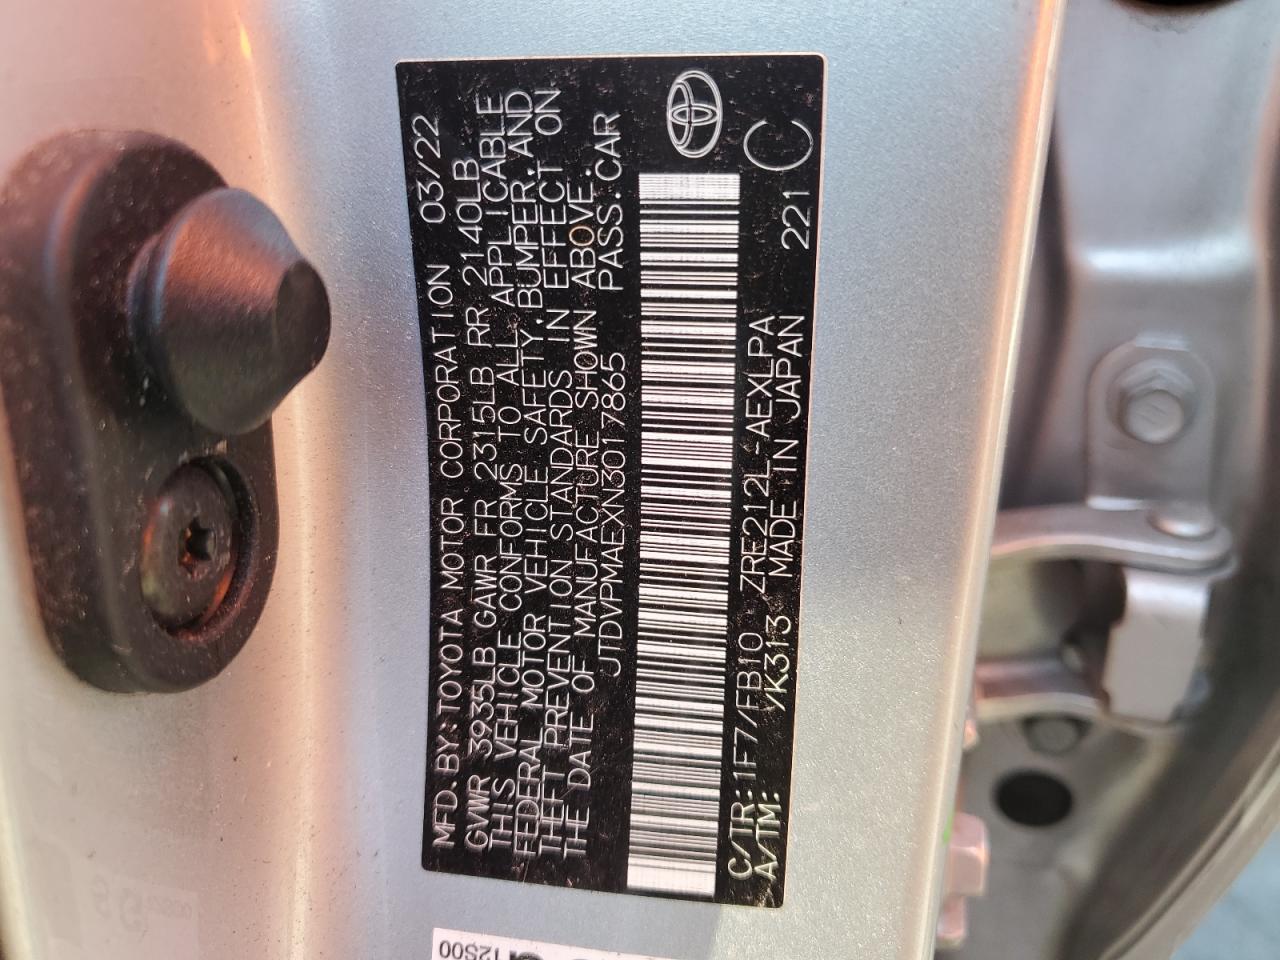 MFD. BY: TOYOTA MOTOR CORPORATION 03/22
GVWR 3935LB GAWR FR 2315LB RR 2140LB
THIS VEHICLE CONFORMS TO ALL APPLICABLE
FEDERAL MOTOR VEHICLE SAFETY, BUMPER, AND
THEFT PREVENTION STANDARDS IN EFFECT ON
THE DATE OF MANUFACTURE SHOWN ABOVE.
JTDVPMAEXN3017865 PASS. CAR
C/TR: 1F7/FB10 ZRE212L-AEXLPA
A/TM: /K313 MADE IN JAPAN 221 C
12S00